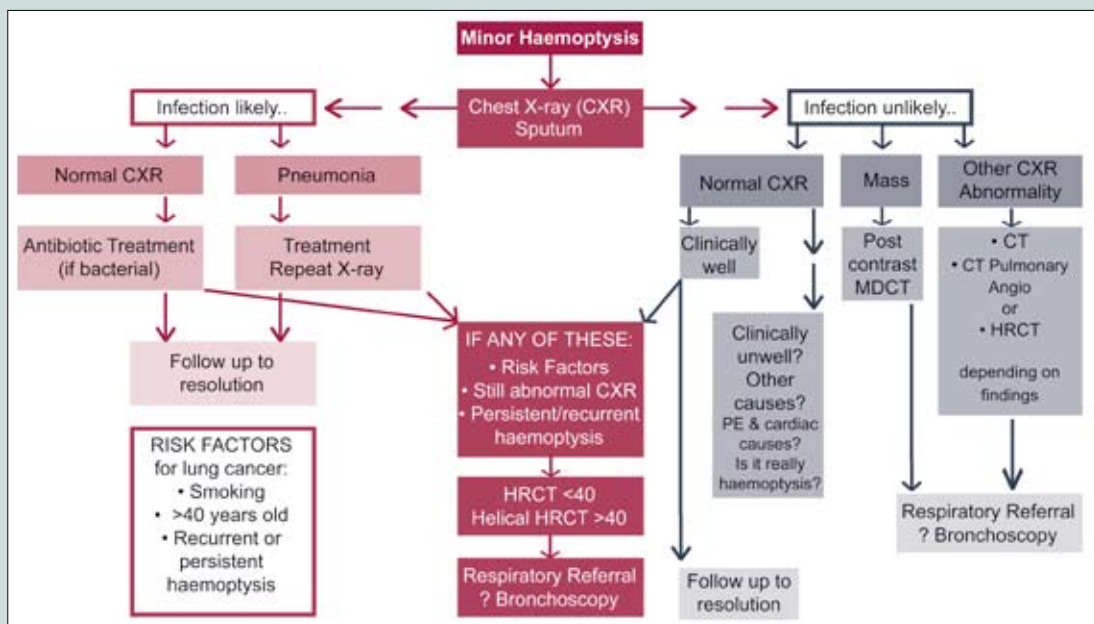 Minor Haemoptysis
Infection likely..
Chest X-ray (CXR)
Sputum
Infection unlikely..
Normal CXR
Pneumonia
Normal CXR
Mass
Other CXR
Abnormality
Antibiotic Treatment
(if bacterial)
Treatment
Repeat X-ray
Clinically
well
Post
contrast
MDCT
• CT
• CT Pulmonary
Angio
or
• HRCT
depending on
findings
Follow up to
resolution
IF ANY OF THESE:
• Risk Factors
• Still abnormal CXR
• Persistent/recurrent
haemoptysis
Clinically
unwell?
Other
causes?
PE & cardiac
causes?
Is it really
haemoptysis?
RISK FACTORS
for lung cancer:
• Smoking
• >40 years old
• Recurrent or
persistent
haemoptysis
HRCT <40
Helical HRCT >40
Respiratory Referral
? Bronchoscopy
Follow up to
resolution
Respiratory Referral
? Bronchoscopy